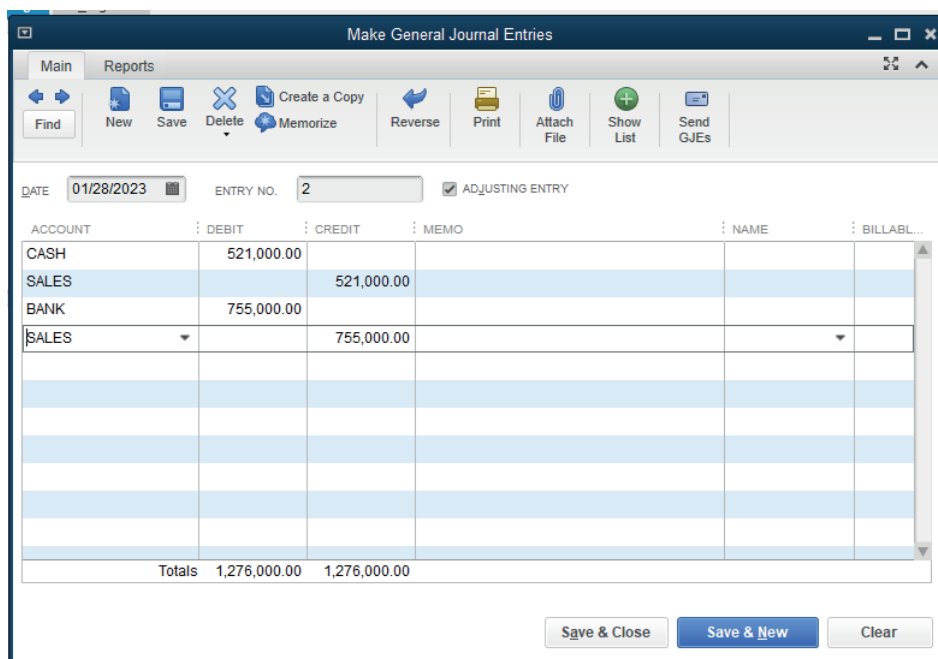 Make General Journal Entries
Main Reports
Find New Save Delete Create a Copy Memorize Reverse Print Attach File Show List Send GJEs
DATE 01/28/2023 ENTRY NO. 2 ADJUSTING ENTRY
ACCOUNT DEBIT CREDIT MEMO NAME BILLABL...
CASH 521,000.00
SALES 521,000.00
BANK 755,000.00
SALES 755,000.00
Totals 1,276,000.00 1,276,000.00
Save & Close Save & New Clear